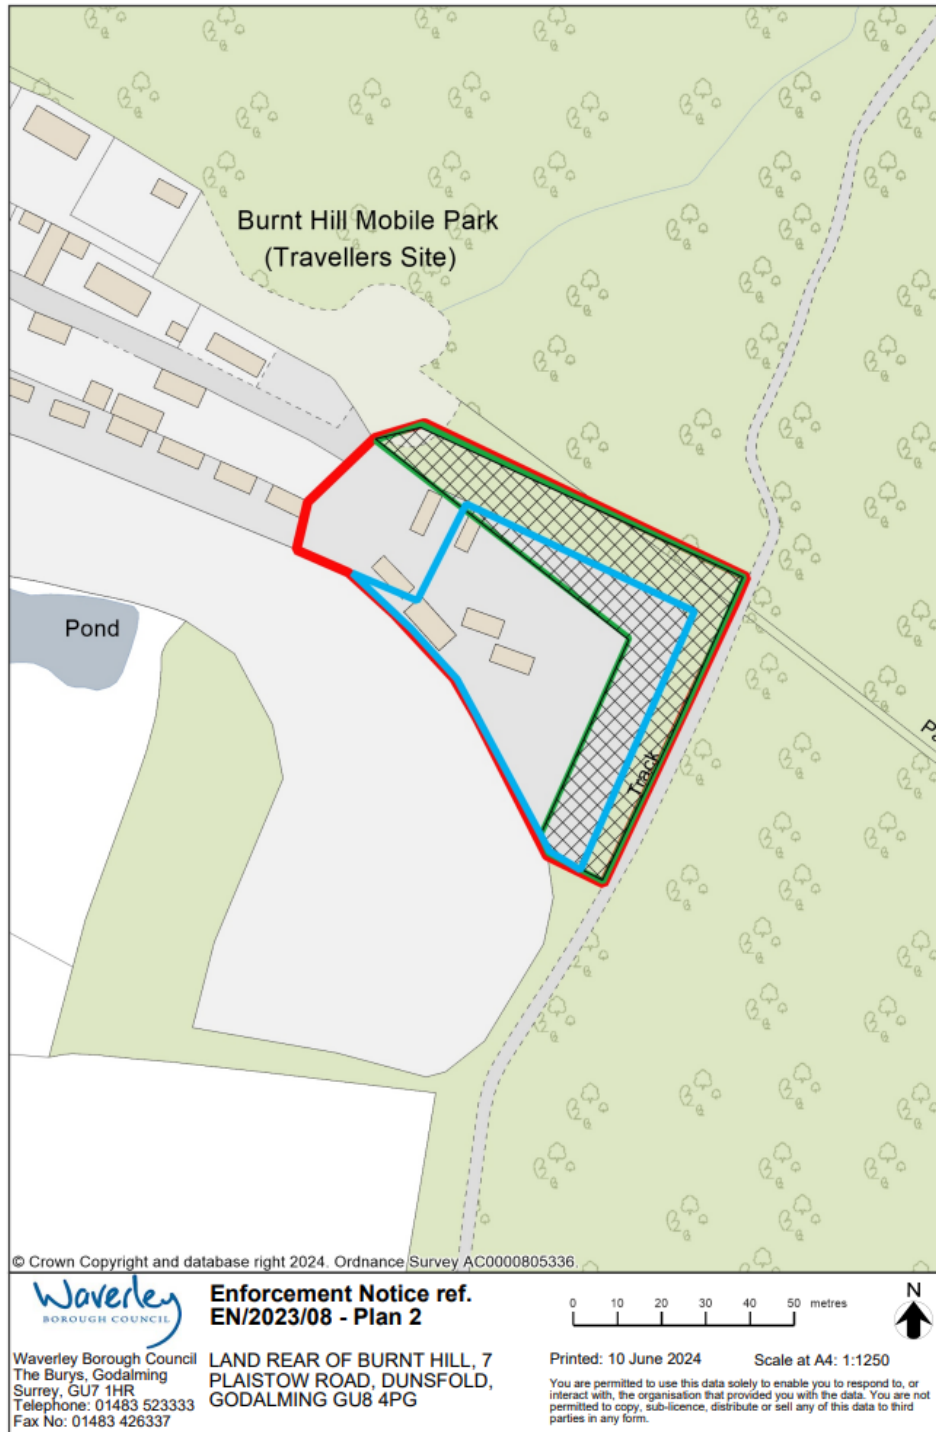 Burnt Hill Mobile Park
(Travellers Site)
Pond
Track
© Crown Copyright and database right 2024. Ordnance Survey AC0000805336.
Waverley
BOROUGH COUNCIL
Waverley Borough Council
The Burys, Godalming
Surrey, GU7 1HR
Telephone: 01483 523333
Fax No: 01483 426337
Enforcement Notice ref.
EN/2023/08 - Plan 2
LAND REAR OF BURNT HILL, 7
PLAISTOW ROAD, DUNSFOLD,
GODALMING GU8 4PG
0 10 20 30 40 50 metres
N
Printed: 10 June 2024 Scale at A4: 1:1250
You are permitted to use this data solely to enable you to respond to, or
interact with, the organisation that provided you with the data. You are not
permitted to copy, sub-licence, distribute or sell any of this data to third
parties in any form.